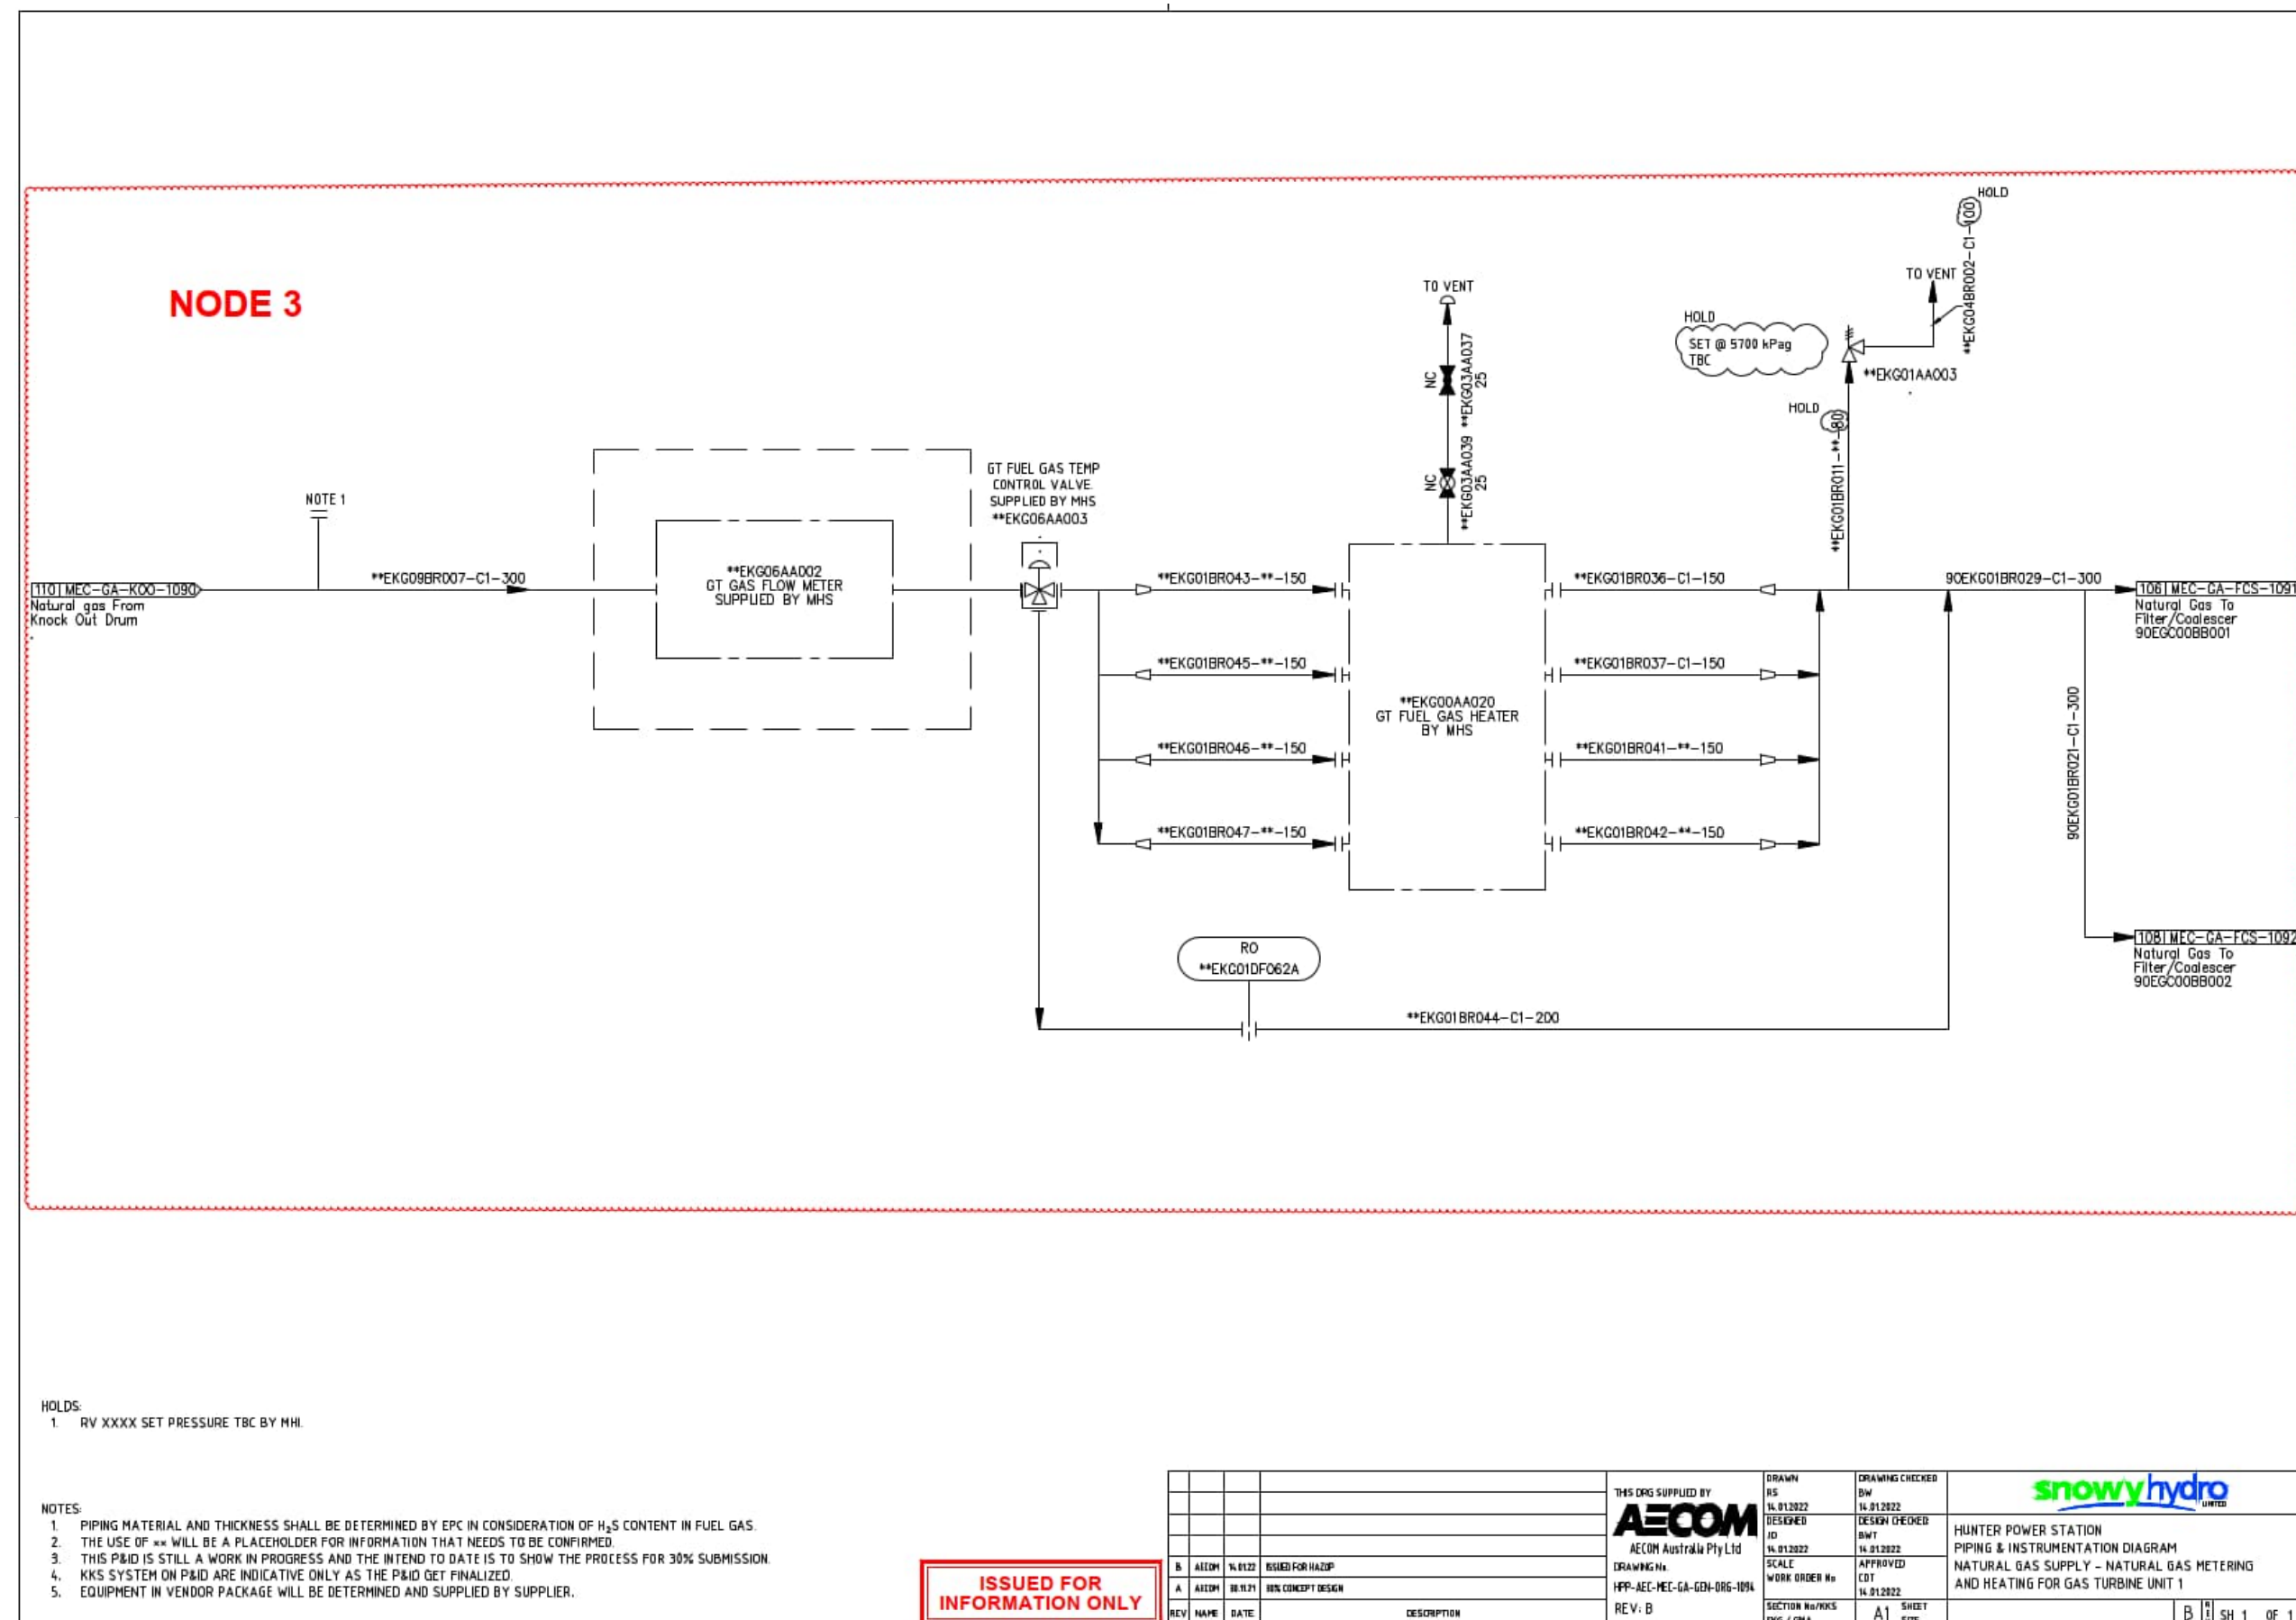 NODE 3
HOLD
**EKG04BR002-C1-100
TO VENT
TO VENT
HOLD
SET @ 5700 kPag
TBC
**EKG01AA003
HOLD
**EKG01BR011-**-80
NC
**EKG03AA037
25
NC
**EKG03AA039
25
GT FUEL GAS TEMP
CONTROL VALVE.
SUPPLIED BY MHS
**EKG06AA003
NOTE 1
110 MEC-GA-KOO-1090
Natural gas From
Knock Out Drum
**EKG09BR007-C1-300
**EKG06AA002
GT GAS FLOW METER
SUPPLIED BY MHS
**EKG01BR043-**-150
**EKG01BR045-**-150
**EKG01BR046-**-150
**EKG01BR047-**-150
**EKG00AA020
GT FUEL GAS HEATER
BY MHS
**EKG01BR036-C1-150
**EKG01BR037-C1-150
**EKG01BR041-**-150
**EKG01BR042-**-150
90EKG01BR029-C1-300
106 MEC-GA-FCS-1091
Natural Gas To
Filter/Coalescer
90EGC00BB001
90EKG01BR021-C1-300
108 MEC-GA-FCS-1092
Natural Gas To
Filter/Coalescer
90EGC00BB002
RO
**EKG01DF062A
**EKG01BR044-C1-200
HOLDS:
1. RV XXXX SET PRESSURE TBC BY MHI.
NOTES:
1. PIPING MATERIAL AND THICKNESS SHALL BE DETERMINED BY EPC IN CONSIDERATION OF H₂S CONTENT IN FUEL GAS.
2. THE USE OF ** WILL BE A PLACEHOLDER FOR INFORMATION THAT NEEDS TO BE CONFIRMED.
3. THIS P&ID IS STILL A WORK IN PROGRESS AND THE INTEND TO DATE IS TO SHOW THE PROCESS FOR 30% SUBMISSION.
4. KKS SYSTEM ON P&ID ARE INDICATIVE ONLY AS THE P&ID GET FINALIZED.
5. EQUIPMENT IN VENDOR PACKAGE WILL BE DETERMINED AND SUPPLIED BY SUPPLIER.
ISSUED FOR
INFORMATION ONLY
B AECOM 14.01.22 ISSUED FOR HAZOP
A AECOM 30.11.21 30% CONCEPT DESIGN
REV NAME DATE DESCRIPTION
THIS DRG SUPPLIED BY
AECOM
AECOM Australia Pty Ltd
DRAWING No.
HPP-AEC-MEC-GA-GEN-DRG-1094
REV: B
DRAWN
RS
14.01.2022
DESIGNED
JD
14.01.2022
SCALE
WORK ORDER No
SECTION No/KKS
DRAWING CHECKED
BW
14.01.2022
DESIGN CHECKED
BWT
14.01.2022
APPROVED
CDT
14.01.2022
A1 SHEET
snowyhydro
LIMITED
HUNTER POWER STATION
PIPING & INSTRUMENTATION DIAGRAM
NATURAL GAS SUPPLY - NATURAL GAS METERING
AND HEATING FOR GAS TURBINE UNIT 1
B
SH 1 OF 1